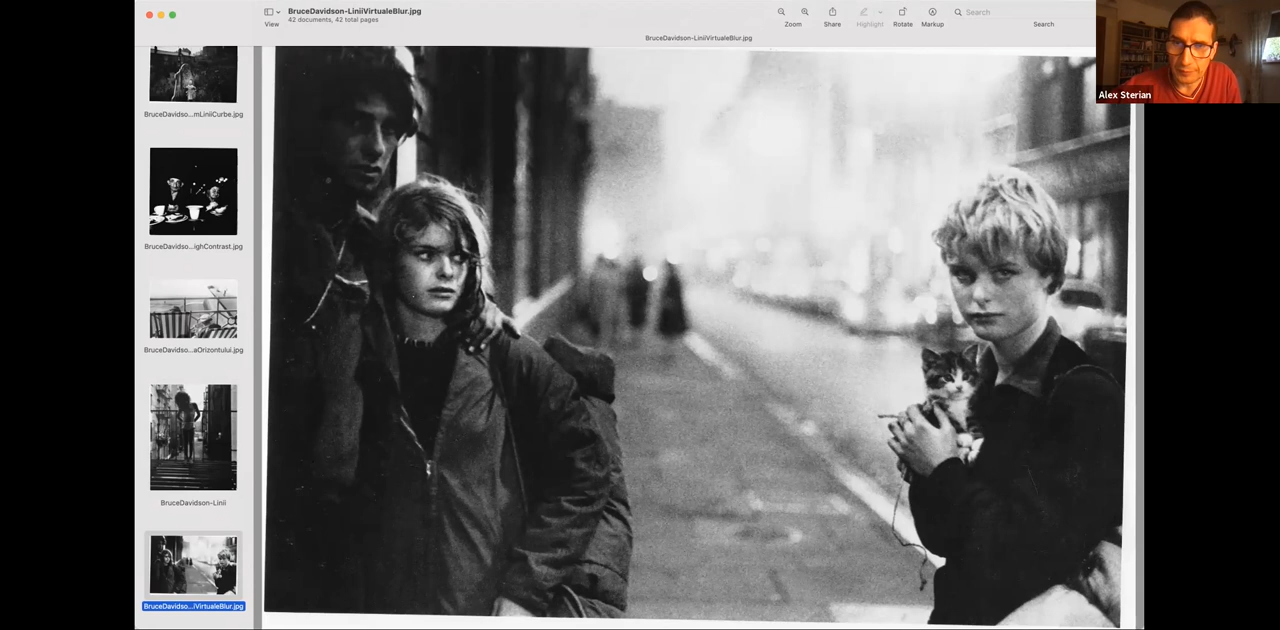 BruceDavidson-LiniiVirtualeBlur.jpg
42 documents, 42 total pages
View
Zoom
Share
Highlight
Rotate
Markup
Search
Search
BruceDavidson-LiniiVirtualeBlur.jpg
Alex Sterian
BruceDavidso...mLiniiCurbe.jpg
BruceDavidso...ighContrast.jpg
BruceDavidso...aOrizontului.jpg
BruceDavidson-Linii
BruceDavidso...iVirtualeBlur.jpg